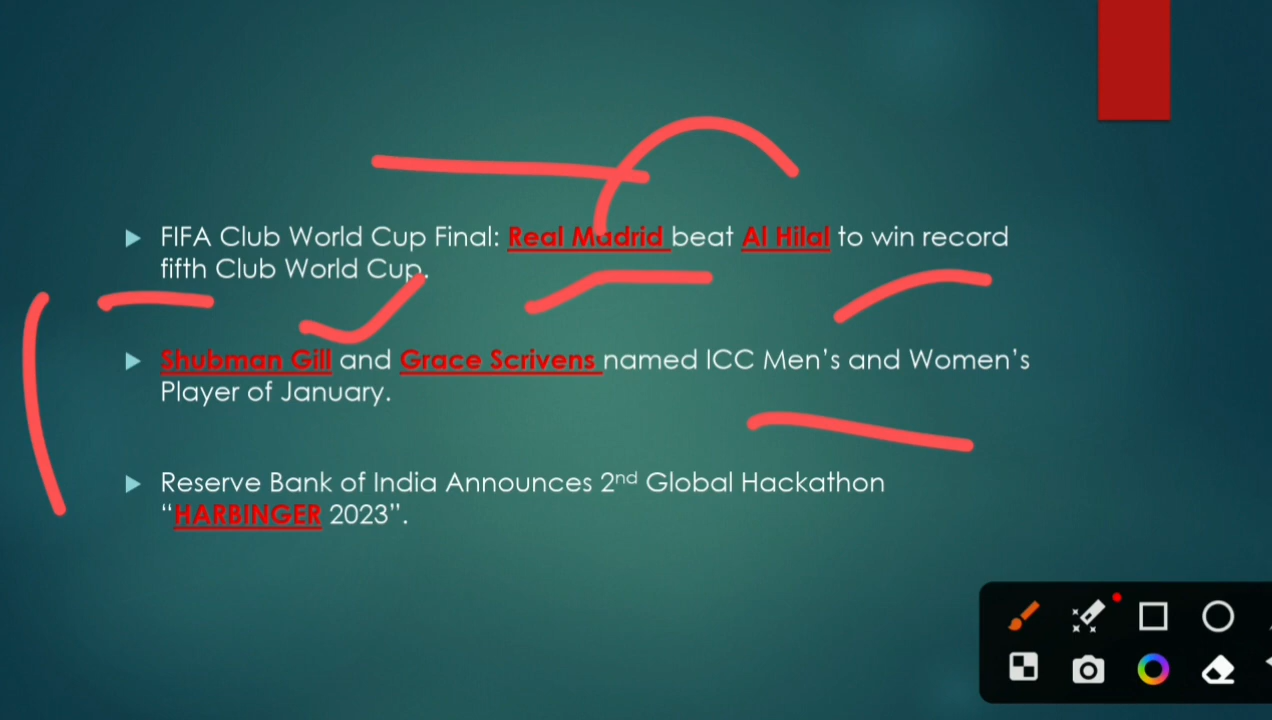 FIFA Club World Cup Final: Real Madrid beat Al Hilal to win record
fifth Club World Cup.
Shubman Gill and Grace Scrivens named ICC Men’s and Women’s
Player of January.
Reserve Bank of India Announces 2nd Global Hackathon
“HARBINGER 2023”.